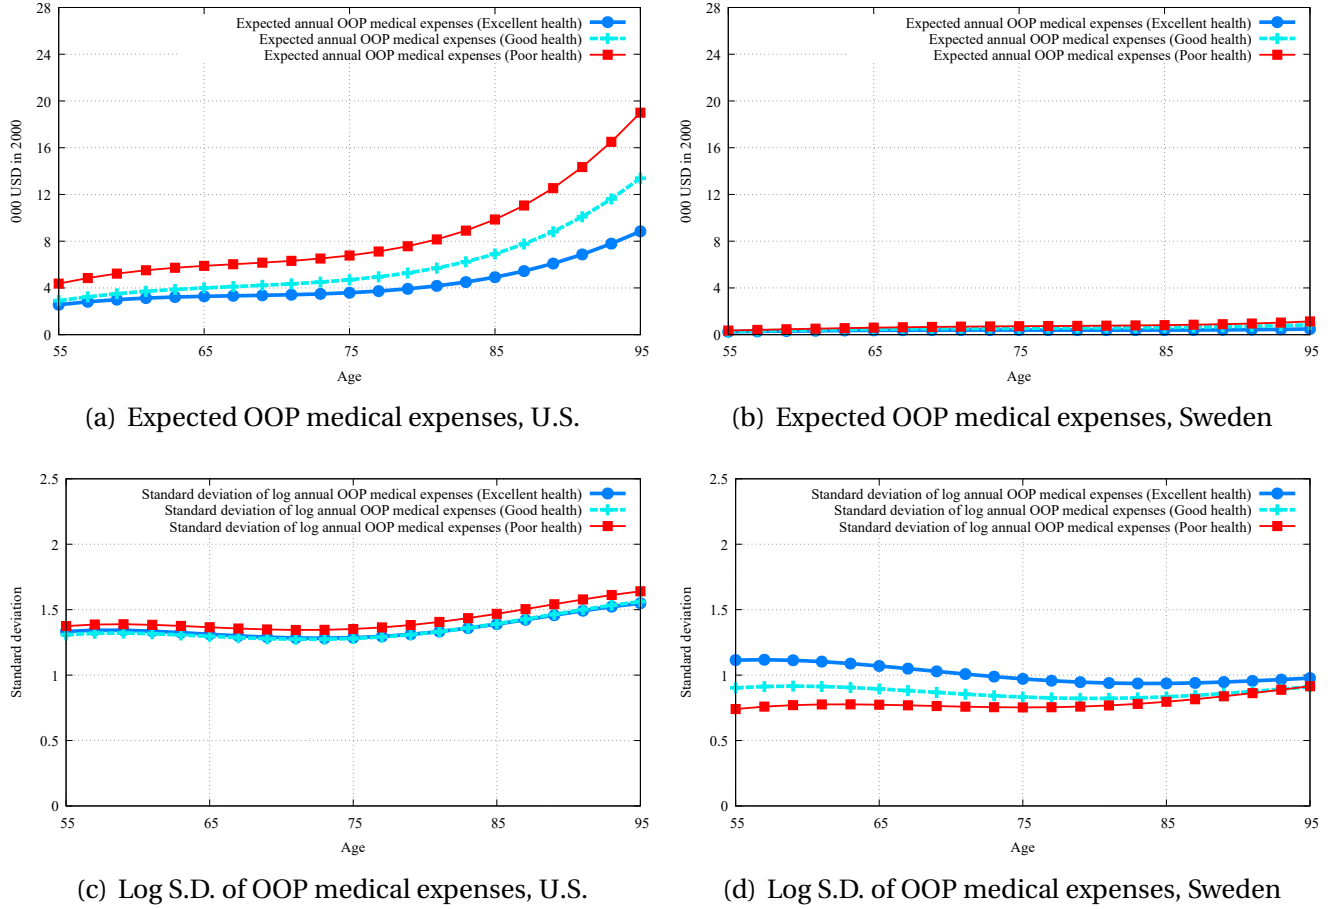 28
24
20
16
12
8
4
0
000 USD in 2000
Expected annual OOP medical expenses (Excellent health)
Expected annual OOP medical expenses (Good health)
Expected annual OOP medical expenses (Poor health)
55
65
75
85
95
Age
(a) Expected OOP medical expenses, U.S.
28
24
20
16
12
8
4
0
000 USD in 2000
Expected annual OOP medical expenses (Excellent health)
Expected annual OOP medical expenses (Good health)
Expected annual OOP medical expenses (Poor health)
55
65
75
85
95
Age
(b) Expected OOP medical expenses, Sweden
2.5
2
1.5
1
0.5
0
Standard deviation
Standard deviation of log annual OOP medical expenses (Excellent health)
Standard deviation of log annual OOP medical expenses (Good health)
Standard deviation of log annual OOP medical expenses (Poor health)
55
65
75
85
95
Age
(c) Log S.D. of OOP medical expenses, U.S.
2.5
2
1.5
1
0.5
0
Standard deviation
Standard deviation of log annual OOP medical expenses (Excellent health)
Standard deviation of log annual OOP medical expenses (Good health)
Standard deviation of log annual OOP medical expenses (Poor health)
55
65
75
85
95
Age
(d) Log S.D. of OOP medical expenses, Sweden